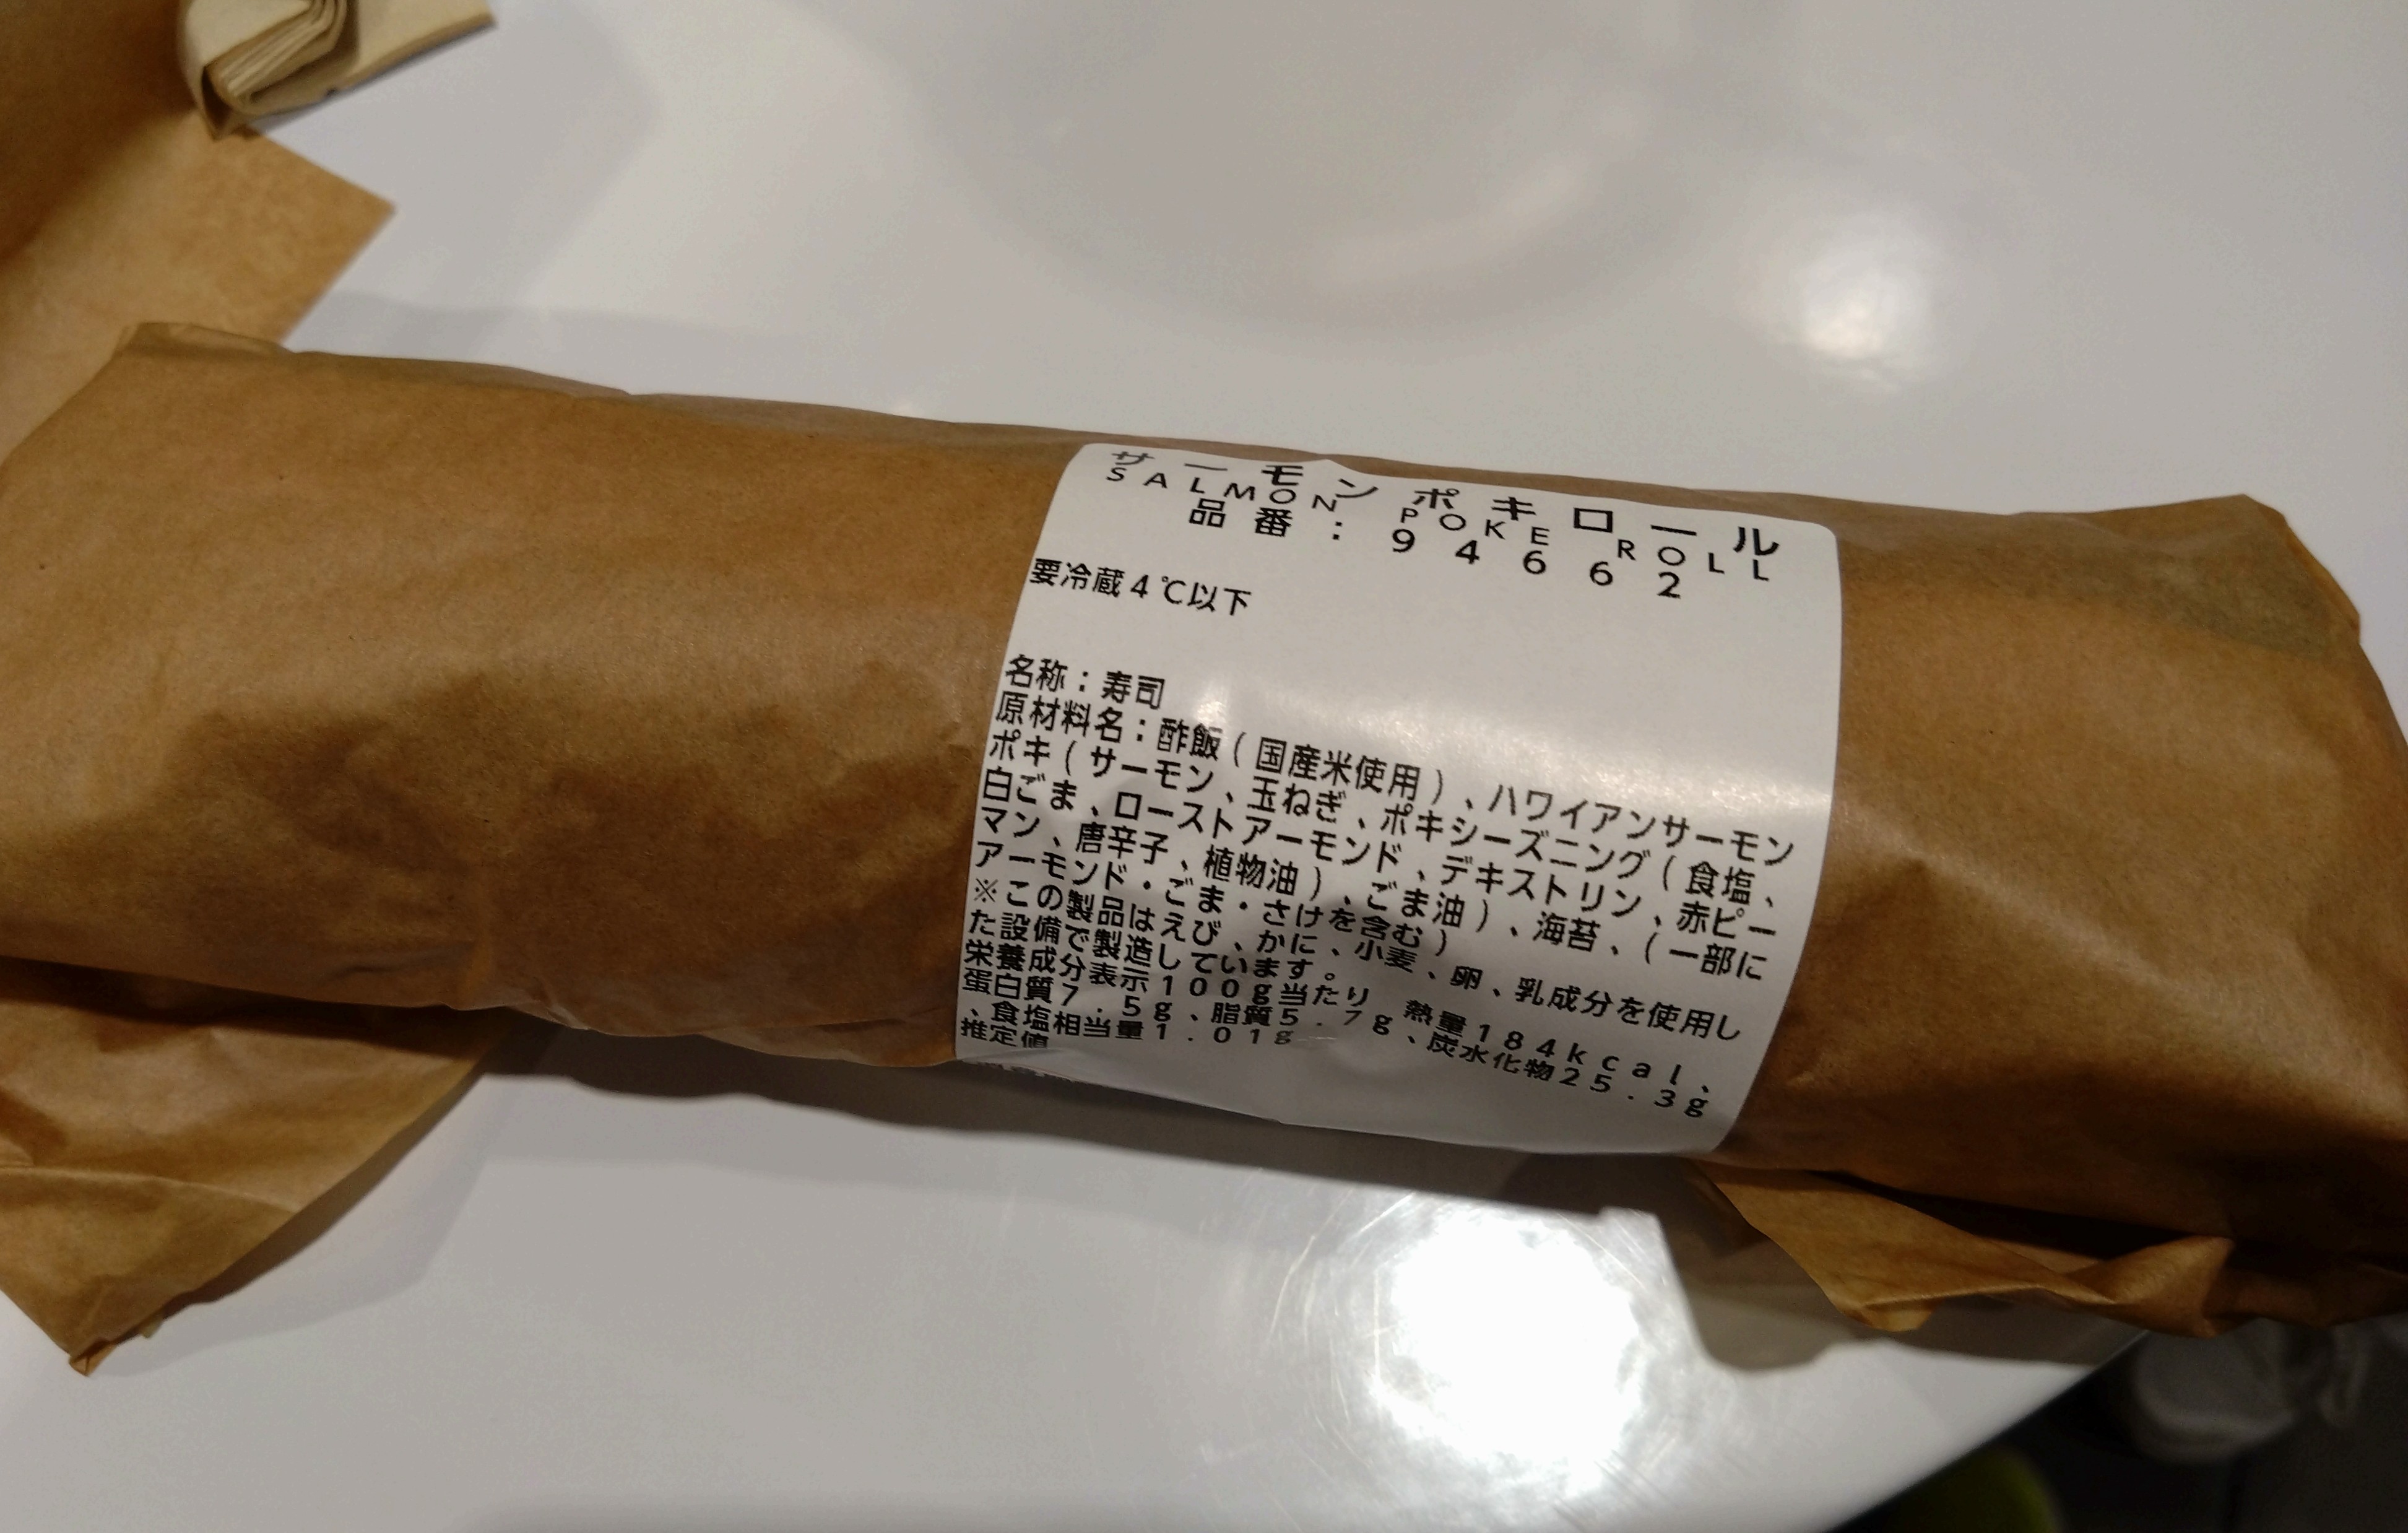 サーモンポキロール
SALMON POKE ROLL
品番：94662
要冷蔵4℃以下
名称：寿司
原材料名：酢飯(国産米使用)、ハワイアンサーモン
ポキ(サーモン、玉ねぎ、ポキシーズニング(食塩、
白ごま、ローストアーモンド、デキストリン、赤ピー
マン、唐辛子、植物油)、ごま油)、海苔、(一部に
アーモンド・ごま・さけを含む)
※この製品はえび、かに、小麦、卵、乳成分を使用し
た設備で製造しています。
栄養成分表示100g当たり 熱量184kcal、
蛋白質7.5g、脂質5.7g、炭水化物25.3g
、食塩相当量1.01g
推定値